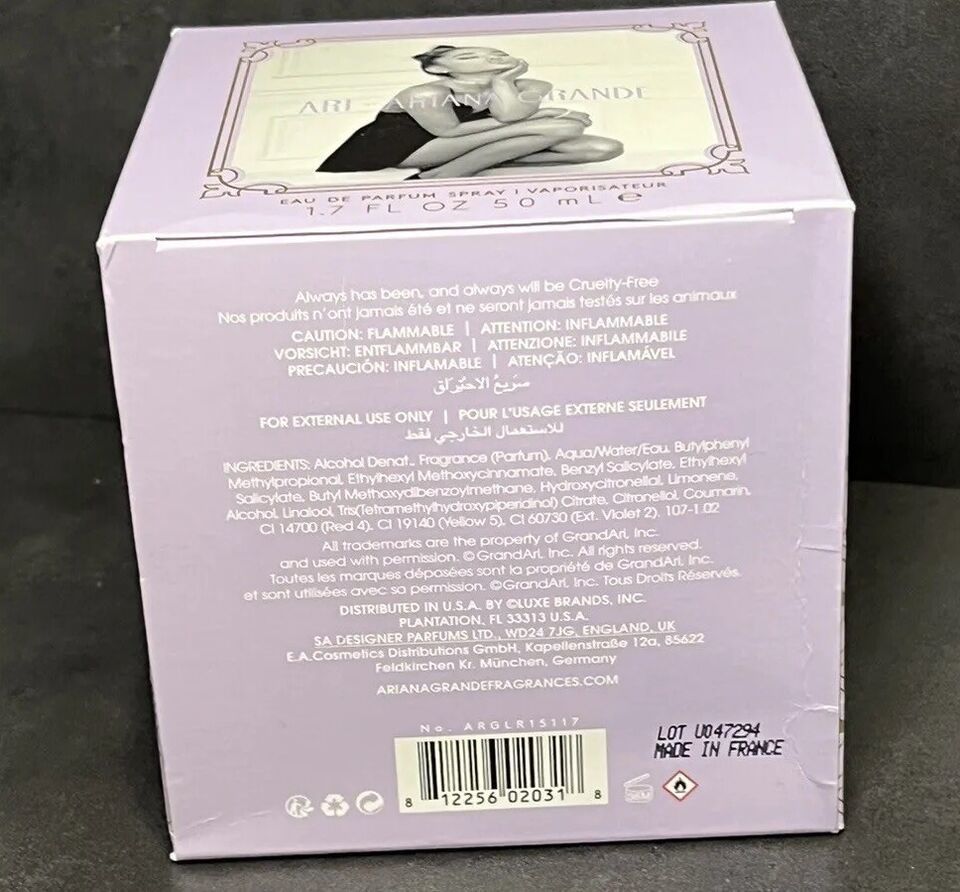 ARI - ARIANA GRANDE
EAU DE PARFUM SPRAY | VAPORISATEUR
1.7 FL OZ 50 mL ℮
Always has been, and always will be Cruelty-Free
Nos produits n'ont jamais été et ne seront jamais testés sur les animaux
CAUTION: FLAMMABLE | ATTENTION: INFLAMMABLE
VORSICHT: ENTFLAMMBAR | ATTENZIONE: INFIAMMABILE
PRECAUCIÓN: INFLAMABLE | ATENÇÃO: INFLAMÁVEL
سريع الاحتراق
FOR EXTERNAL USE ONLY | POUR L'USAGE EXTERNE SEULEMENT
للاستعمال الخارجي فقط
INGREDIENTS: Alcohol Denat., Fragrance (Parfum), Aqua/Water/Eau, Butylphenyl
Methylpropional, Ethylhexyl Methoxycinnamate, Benzyl Salicylate, Ethylhexyl
Salicylate, Butyl Methoxydibenzoylmethane, Hydroxycitronellal, Limonene,
Alcohol, Linalool, Tris(Tetramethylhydroxypiperidinol) Citrate, Citronellol, Coumarin,
CI 14700 (Red 4), CI 19140 (Yellow 5), CI 60730 (Ext. Violet 2). 107-1.02
All trademarks are the property of GrandAri, Inc.
and used with permission. ©GrandAri, Inc. All rights reserved.
Toutes les marques déposées sont la propriété de GrandAri, Inc.
et sont utilisées avec sa permission. ©GrandAri, Inc. Tous Droits Réservés.
DISTRIBUTED IN U.S.A. BY ©LUXE BRANDS, INC.
PLANTATION, FL 33313 U.S.A.
SA DESIGNER PARFUMS LTD., WD24 7JG, ENGLAND, UK
E.A.Cosmetics Distributions GmbH, Kapellenstraße 12a, 85622
Feldkirchen Kr. München, Germany
ARIANAGRANDEFRAGRANCES.COM
No. ARGLR15117
8 12256 02031 8
LOT U047294
MADE IN FRANCE